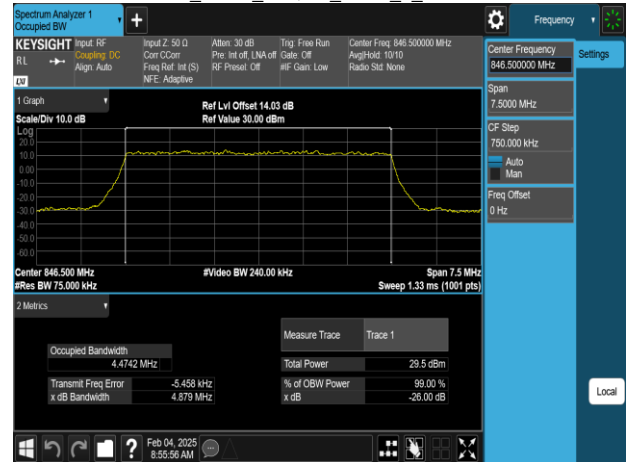 Spectrum Analyzer 1
Occupied BW
Frequency
KEYSIGHT
RL
LXI
Input: RF
Coupling: DC
Align: Auto
Input Z: 50 Ω
Corr CCorr
Freq Ref: Int (S)
NFE: Adaptive
Atten: 30 dB
Pre: Int off, LNA off
RF Presel: Off
Trig: Free Run
Gate: Off
#IF Gain: Low
Center Freq: 846.500000 MHz
Avg|Hold: 10/10
Radio Std: None
1 Graph
Scale/Div 10.0 dB
Ref Lvl Offset 14.03 dB
Ref Value 30.00 dBm
Log
20.0
10.0
0.00
-10.0
-20.0
-30.0
-40.0
-50.0
-60.0
Center 846.500 MHz
#Res BW 75.000 kHz
#Video BW 240.00 kHz
Span 7.5 MHz
Sweep 1.33 ms (1001 pts)
2 Metrics
Measure Trace Trace 1
Occupied Bandwidth
4.4742 MHz
Total Power 29.5 dBm
Transmit Freq Error -5.458 kHz
% of OBW Power 99.00 %
x dB Bandwidth 4.879 MHz
x dB -26.00 dB
Center Frequency
846.500000 MHz
Span
7.5000 MHz
CF Step
750.000 kHz
Auto
Man
Freq Offset
0 Hz
Settings
Local
?
Feb 04, 2025
8:55:56 AM